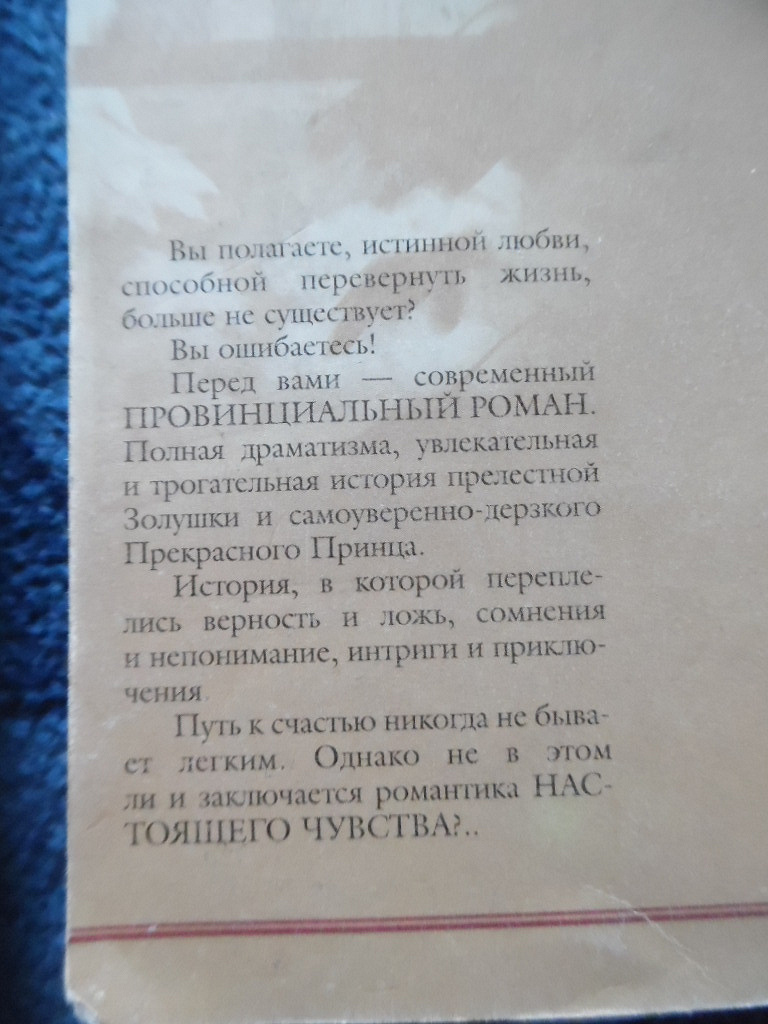 Вы полагаете, истинной любви,
способной перевернуть жизнь,
больше не существует?
Вы ошибаетесь!
Перед вами — современный
ПРОВИНЦИАЛЬНЫЙ РОМАН.
Полная драматизма, увлекательная
и трогательная история прелестной
Золушки и самоуверенно-дерзкого
Прекрасного Принца.
История, в которой перепле-
лись верность и ложь, сомнения
и непонимание, интриги и приклю-
чения.
Путь к счастью никогда не быва-
ет легким. Однако не в этом
ли и заключается романтика НАС-
ТОЯЩЕГО ЧУВСТВА?..